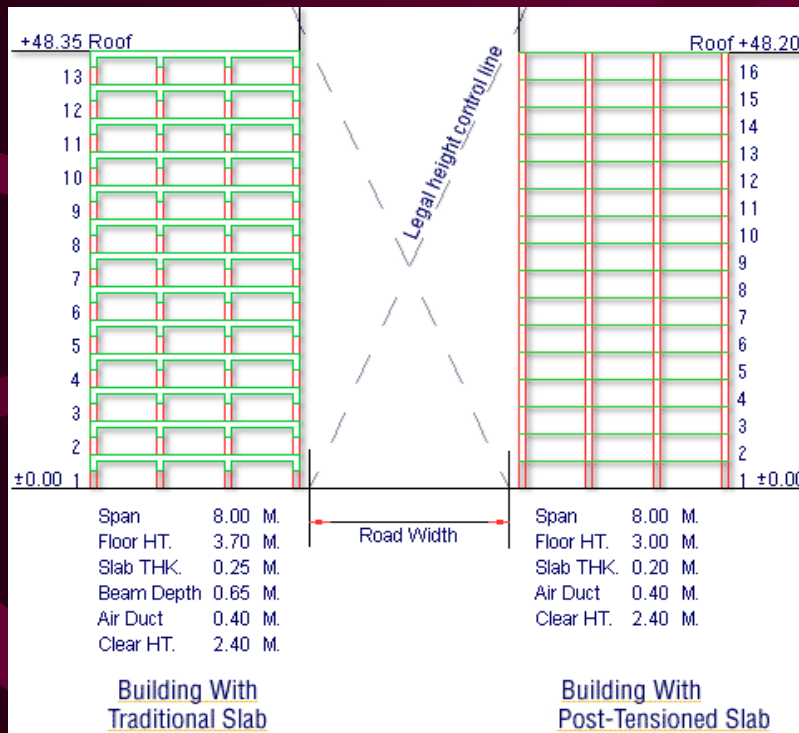 +48.35 Roof
13
12
11
10
9
8
7
6
5
4
3
2
±0.00 1
Legal height control line
Road Width
Roof +48.20
16
15
14
13
12
11
10
9
8
7
6
5
4
3
2
1 ±0.00
Span 8.00 M.
Floor HT. 3.70 M.
Slab THK. 0.25 M.
Beam Depth 0.65 M.
Air Duct 0.40 M.
Clear HT. 2.40 M.
Building With
Traditional Slab
Span 8.00 M.
Floor HT. 3.00 M.
Slab THK. 0.20 M.
Air Duct 0.40 M.
Clear HT. 2.40 M.
Building With
Post-Tensioned Slab